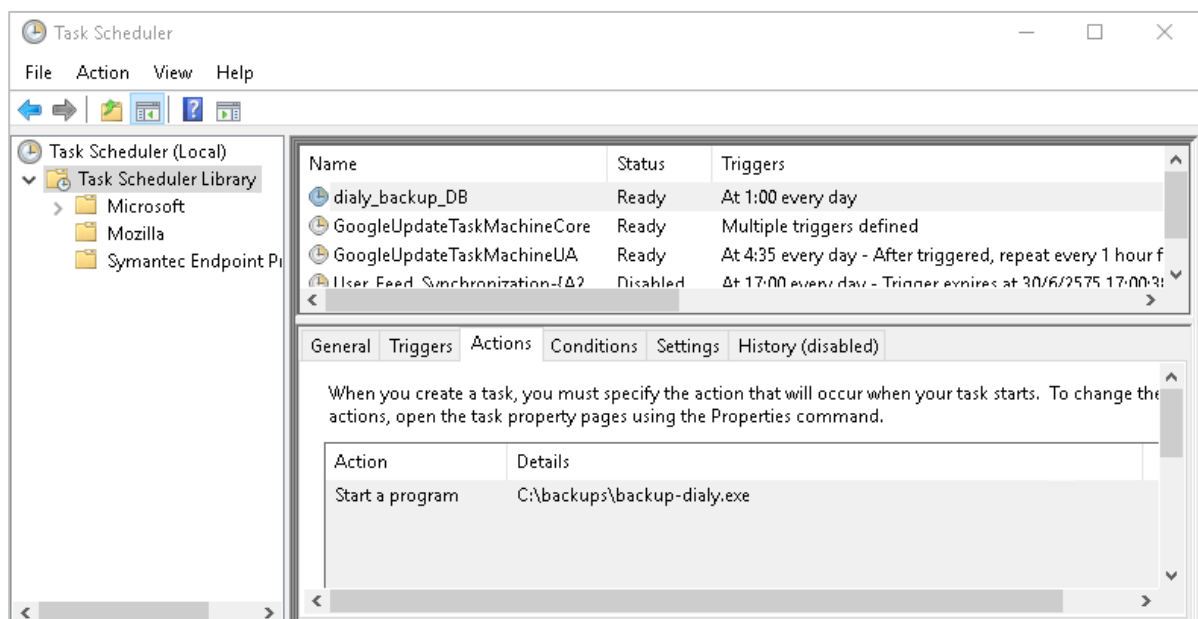 Task Scheduler
File Action View Help
Task Scheduler (Local)
Task Scheduler Library
Microsoft
Mozilla
Symantec Endpoint Pr
Name Status Triggers
dialy_backup_DB Ready At 1:00 every day
GoogleUpdateTaskMachineCore Ready Multiple triggers defined
GoogleUpdateTaskMachineUA Ready At 4:35 every day - After triggered, repeat every 1 hour f
User_Feed_Synchronization-{A2 Disabled At 17:00 every day - Trigger expires at 30/6/2575 17:00:3
General Triggers Actions Conditions Settings History (disabled)
When you create a task, you must specify the action that will occur when your task starts. To change the
actions, open the task property pages using the Properties command.
Action Details
Start a program C:\backups\backup-dialy.exe